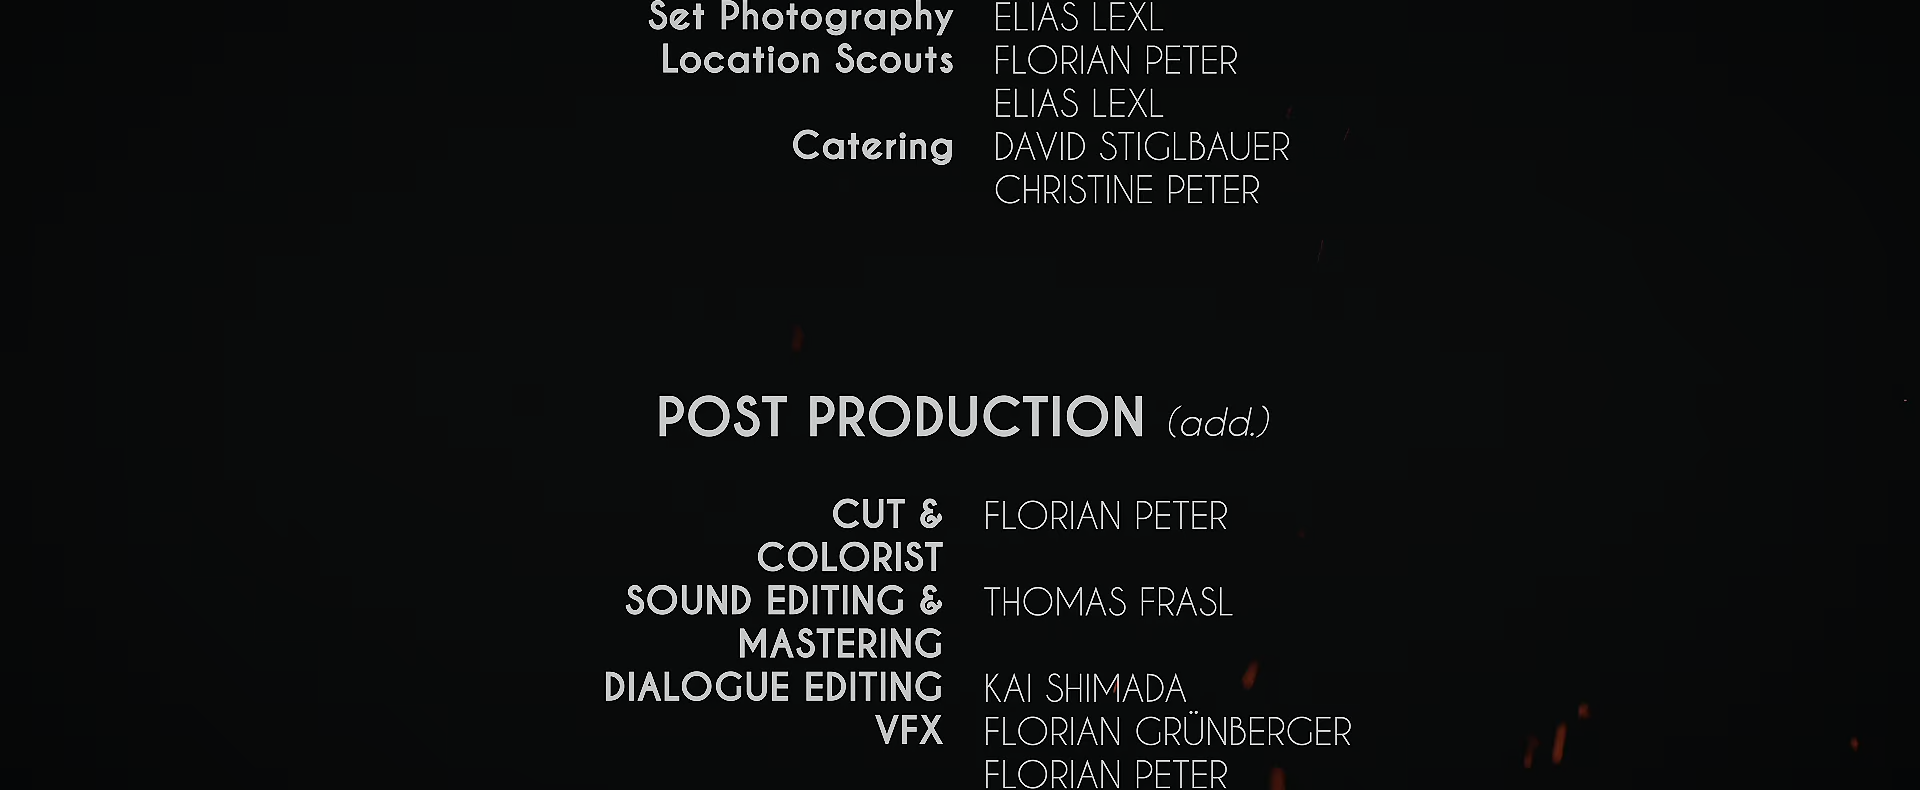 Set Photography ELIAS LEXL
Location Scouts FLORIAN PETER
ELIAS LEXL
Catering DAVID STIGLBAUER
CHRISTINE PETER
POST PRODUCTION (add.)
CUT & FLORIAN PETER
COLORIST
SOUND EDITING & THOMAS FRASL
MASTERING
DIALOGUE EDITING KAI SHIMADA
VFX FLORIAN GRÜNBERGER
FLORIAN PETER